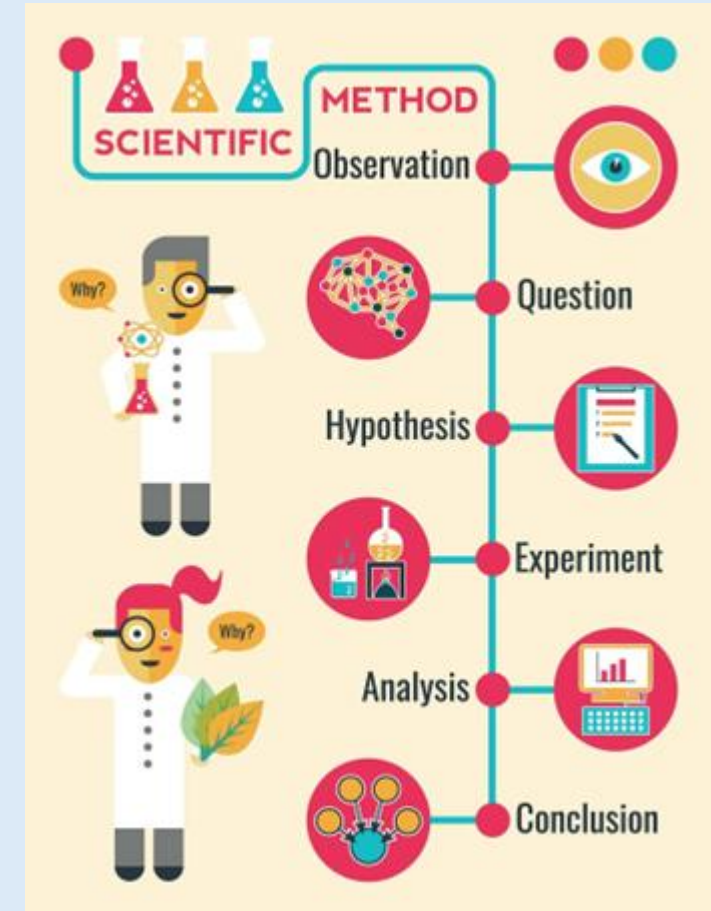 METHOD
SCIENTIFIC
Observation
Why?
Question
Hypothesis
Experiment
Why?
Analysis
Conclusion